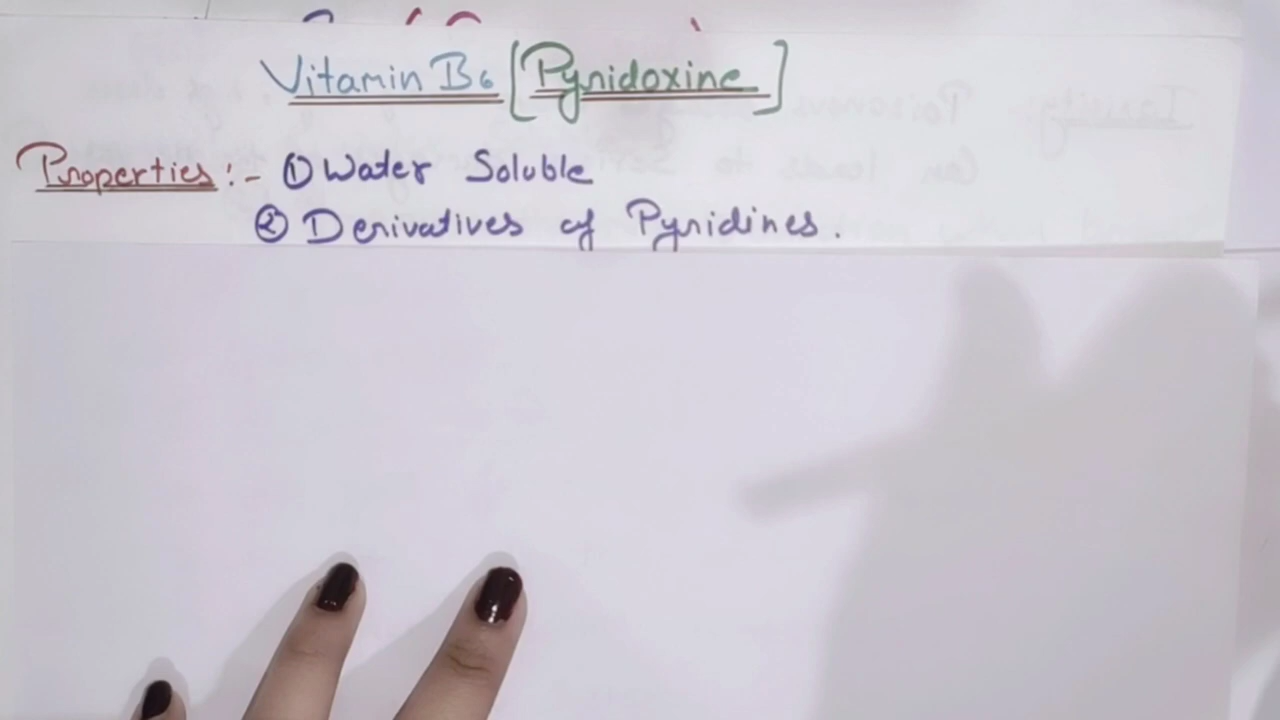 Vitamin B6 [Pyridoxine]
Properties :- ① Water Soluble
② Derivatives of Pyridines.